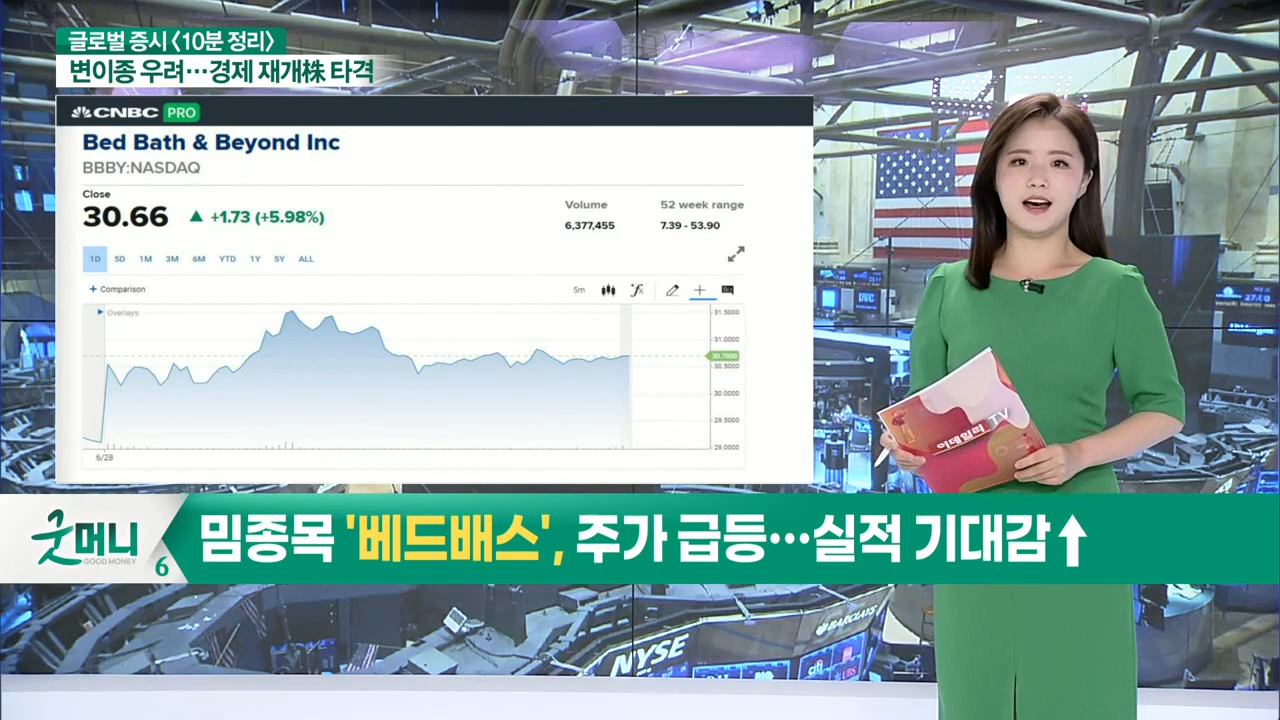 글로벌 증시 〈10분 정리〉
변이종 우려…경제 재개株 타격
CNBC PRO
Bed Bath & Beyond Inc
BBBY:NASDAQ
Close
30.66 ▲ +1.73 (+5.98%)
Volume
6,377,455
52 week range
7.39 - 53.90
1D 5D 1M 3M 6M YTD 1Y 5Y ALL
+ Comparison
5m
Overlays
31.5000
31.0000
30.7000
30.5000
30.0000
29.5000
29.0000
6/28
이데일리 TV
굿머니
GOOD MONEY
6
밈종목 '베드배스', 주가 급등…실적 기대감↑
NYSE
BARCLAYS
citi